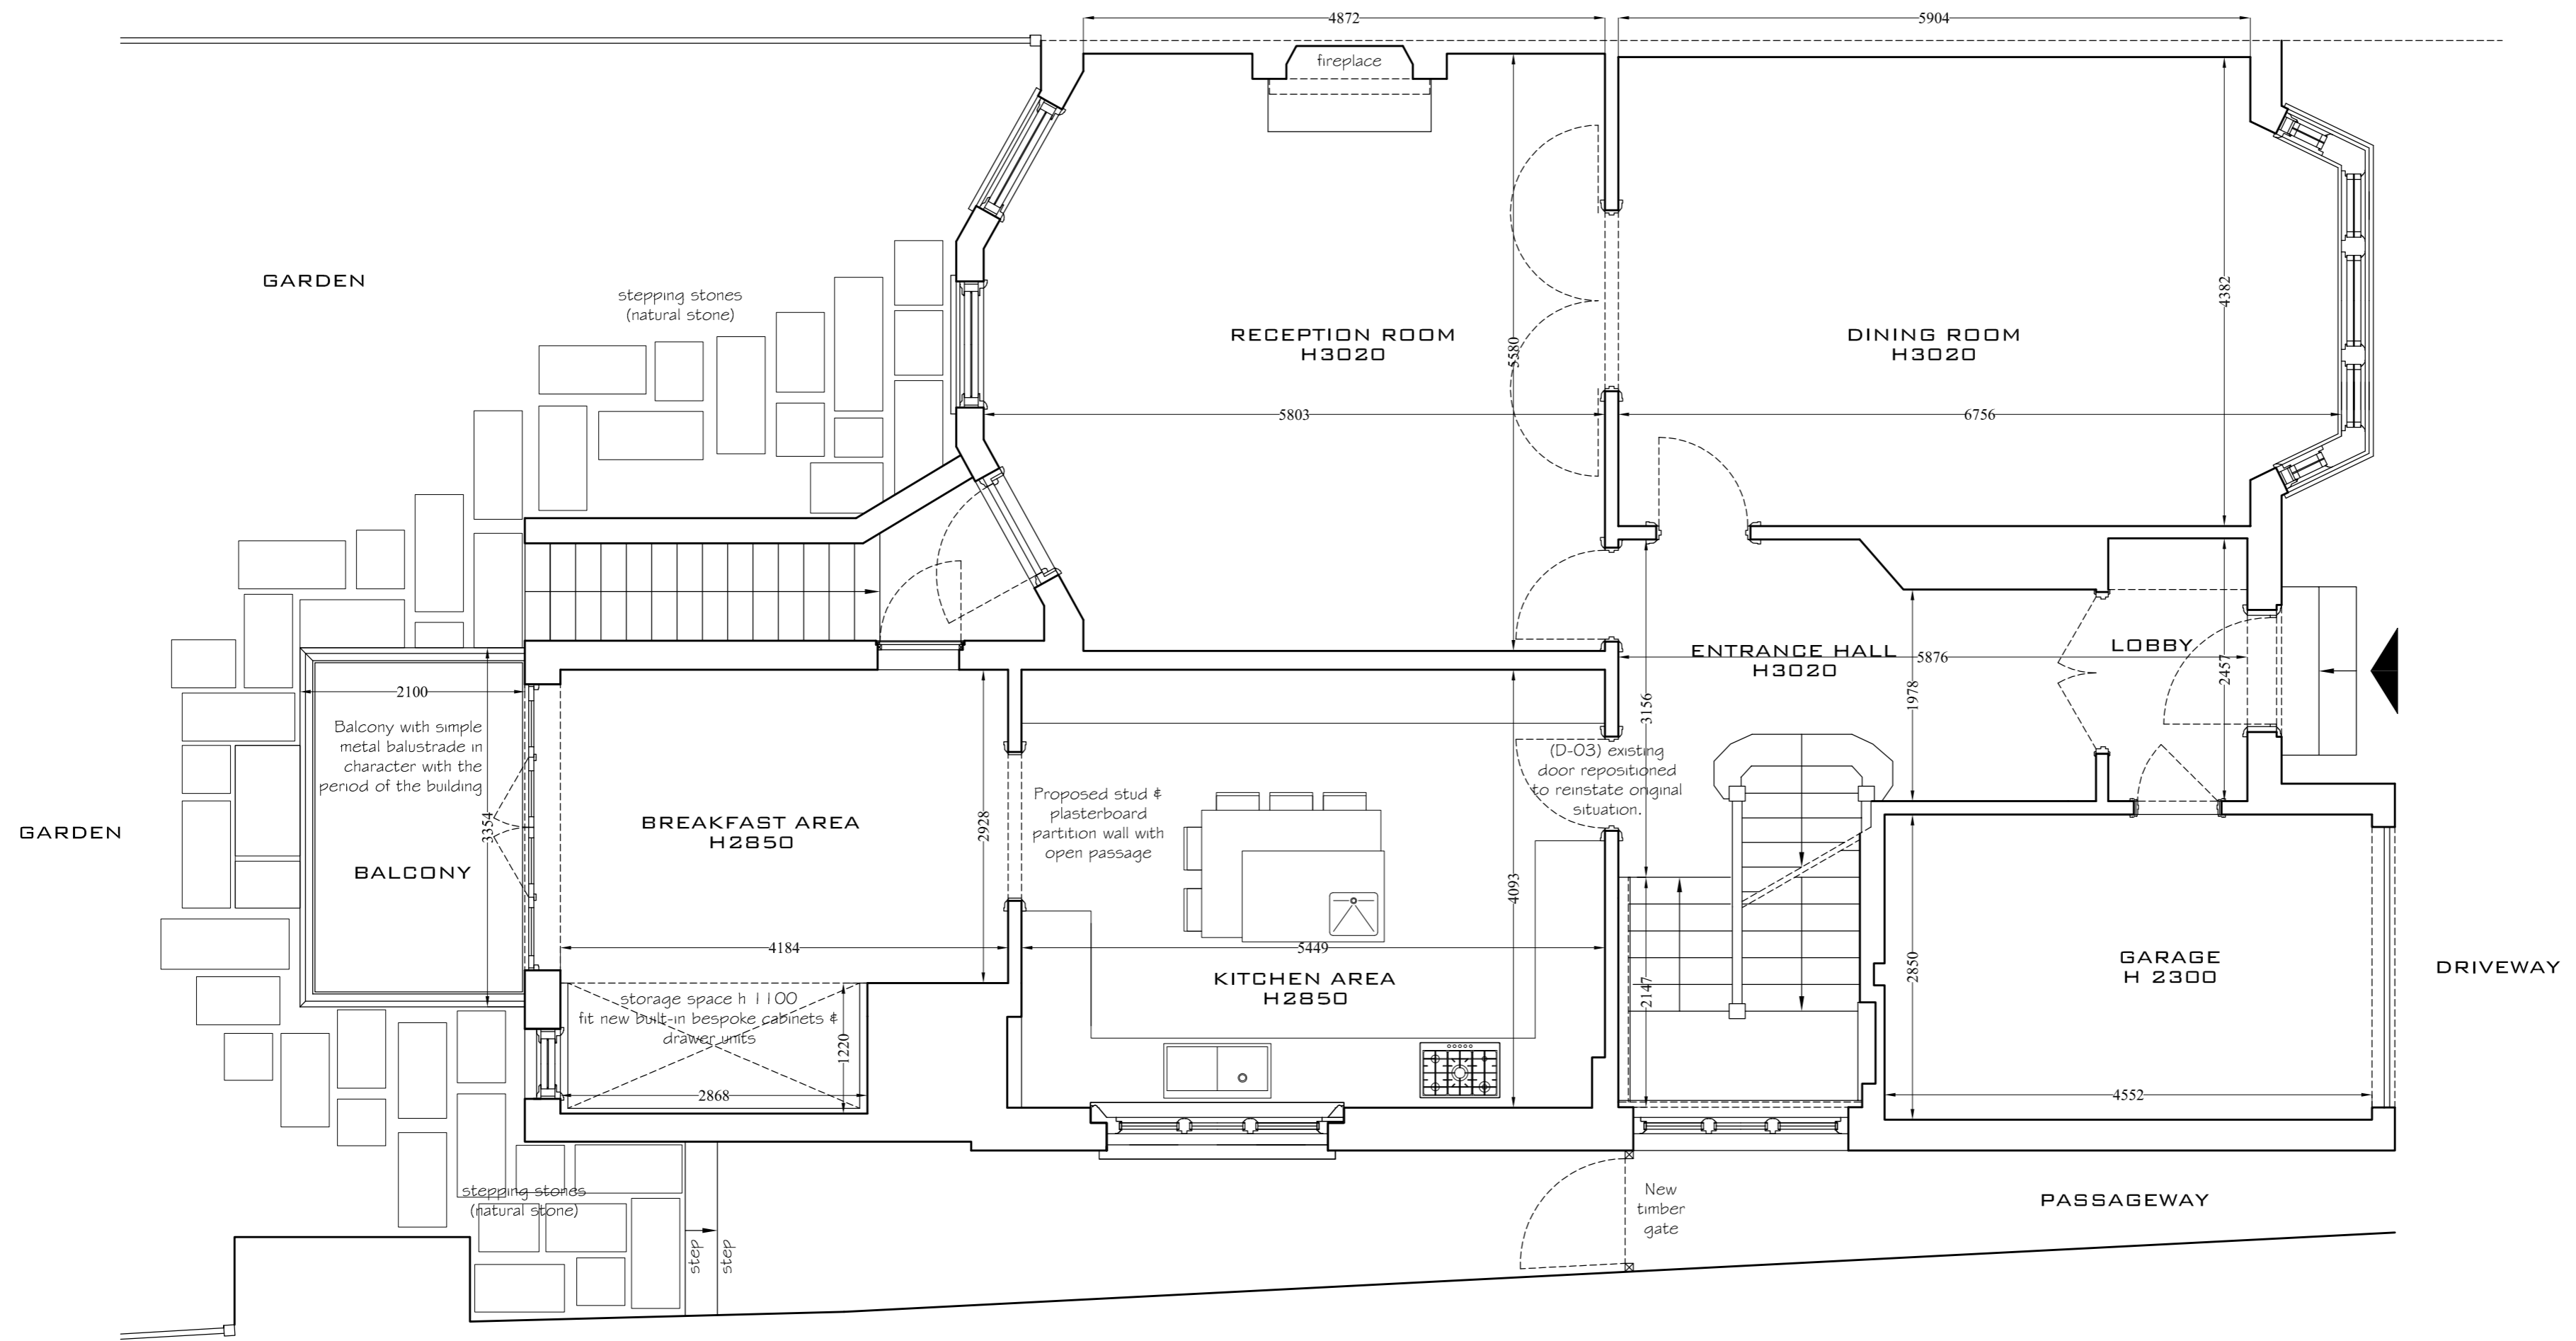 4872
5904
fireplace
GARDEN
stepping stones
(natural stone)
RECEPTION ROOM
H3020
5580
5803
DINING ROOM
H3020
4382
6756
ENTRANCE HALL
H3020
5876
LOBBY
2457
1978
3156
2100
Balcony with simple
metal balustrade in
character with the
period of the building
3354
BALCONY
GARDEN
BREAKFAST AREA
H2850
2928
4184
Proposed stud &
plasterboard
partition wall with
open passage
(D-03) existing
door repositioned
to reinstate original
situation.
4093
5449
KITCHEN AREA
H2850
storage space h 1100
fit new built-in bespoke cabinets &
drawer units
1220
2868
2147
2850
GARAGE
H 2300
4552
DRIVEWAY
stepping stones
(natural stone)
step
step
New
timber
gate
PASSAGEWAY